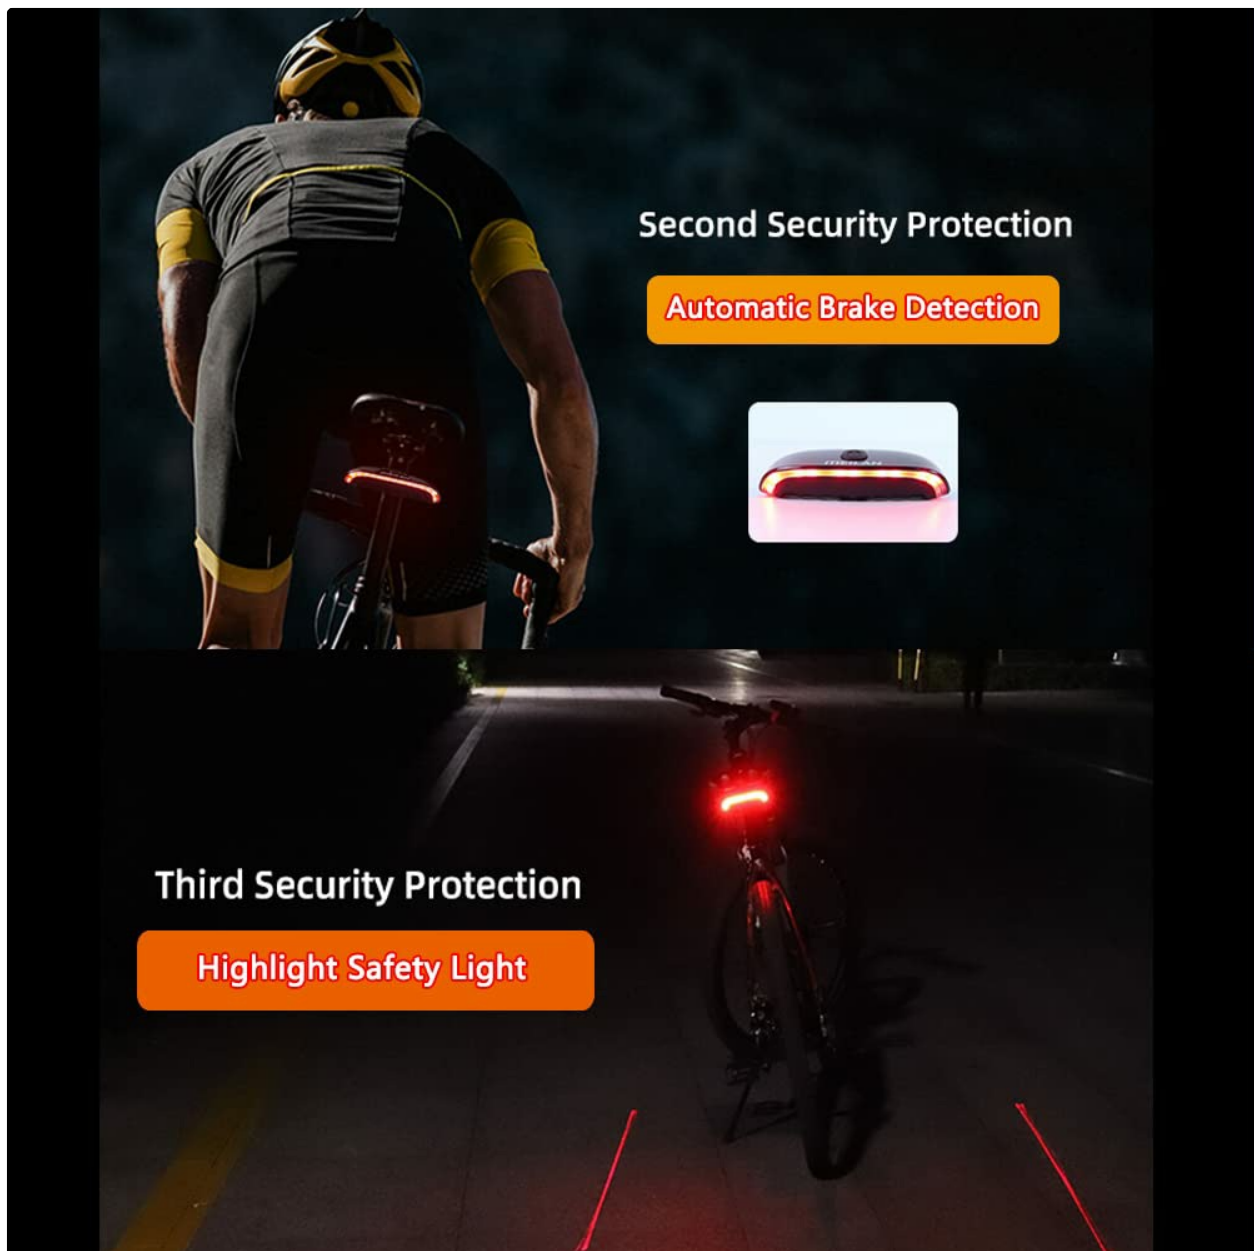 Second Security Protection
Automatic Brake Detection
Third Security Protection
Highlight Safety Light